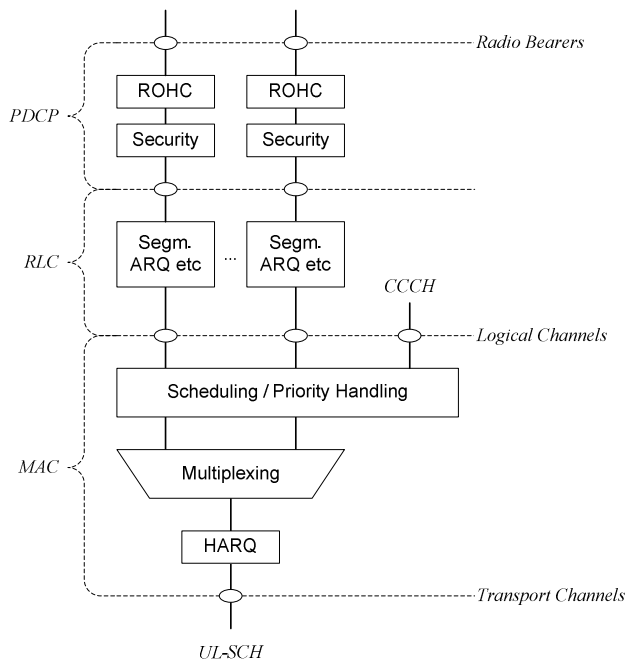 Radio Bearers
ROHC
ROHC
PDCP
Security
Security
Segm.
ARQ etc
...
Segm.
ARQ etc
RLC
CCCH
Logical Channels
Scheduling / Priority Handling
MAC
Multiplexing
HARQ
Transport Channels
UL-SCH